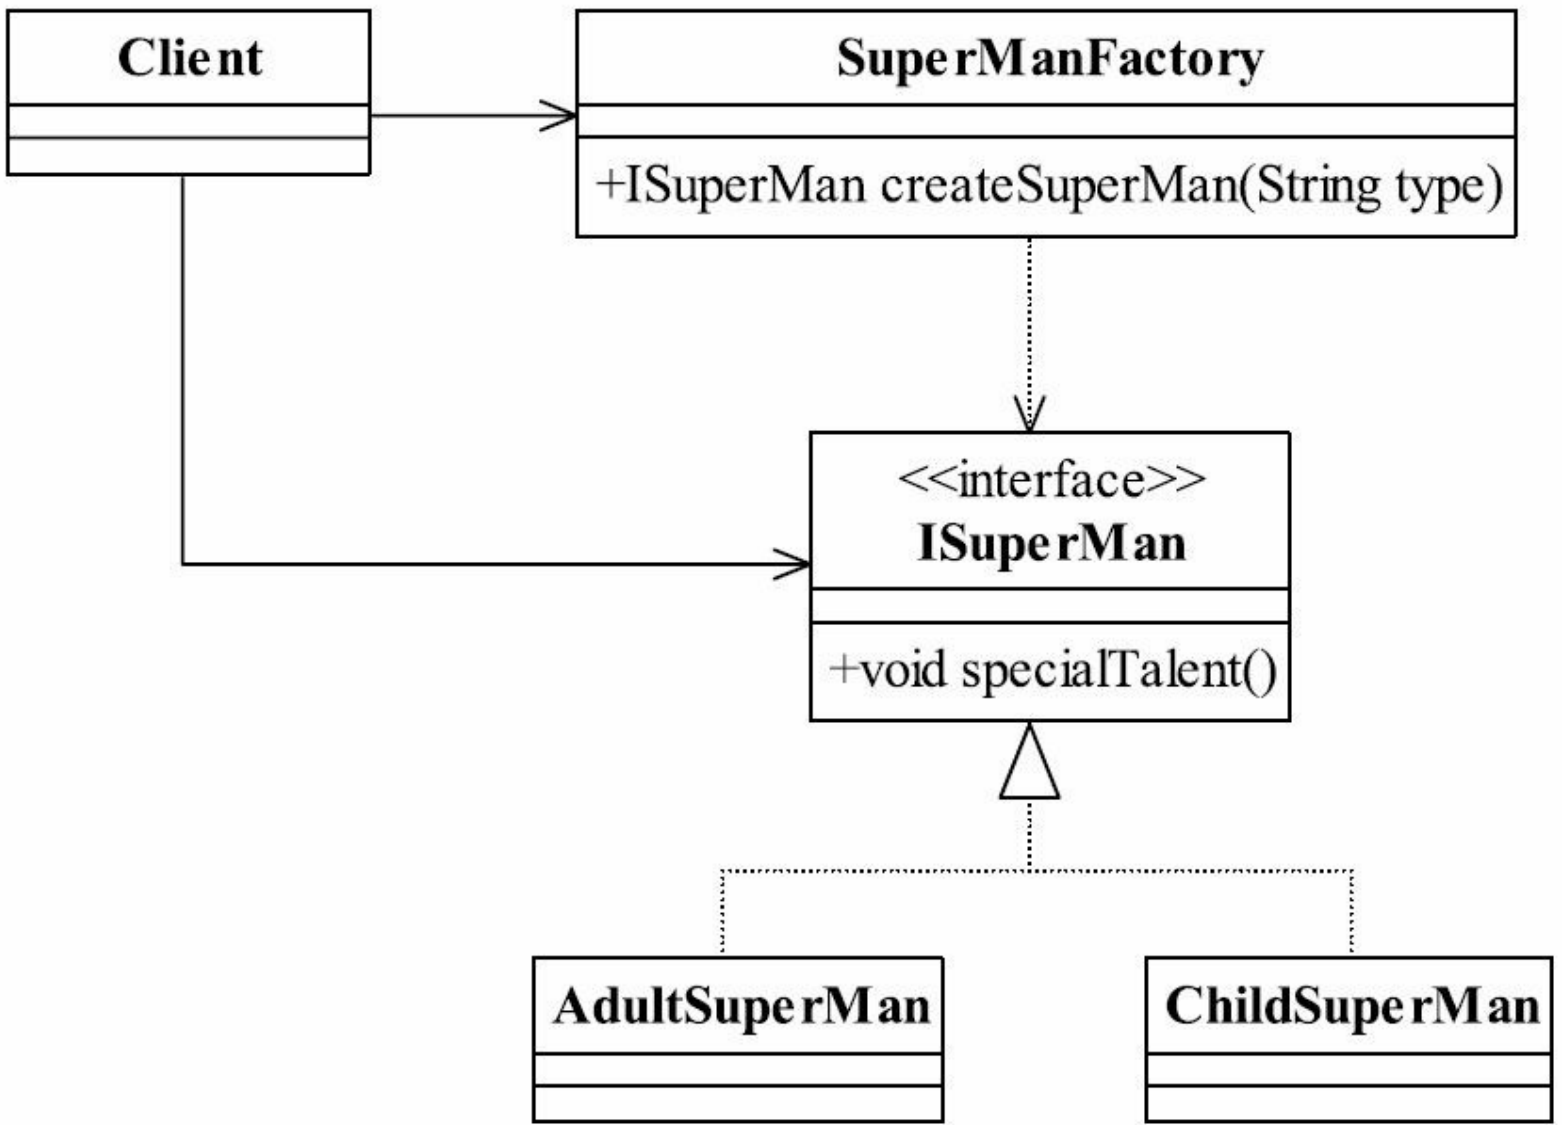 Client
SuperManFactory
+ISuperMan createSuperMan(String type)
<<interface>>
ISuperMan
+void specialTalent()
AdultSuperMan
ChildSuperMan